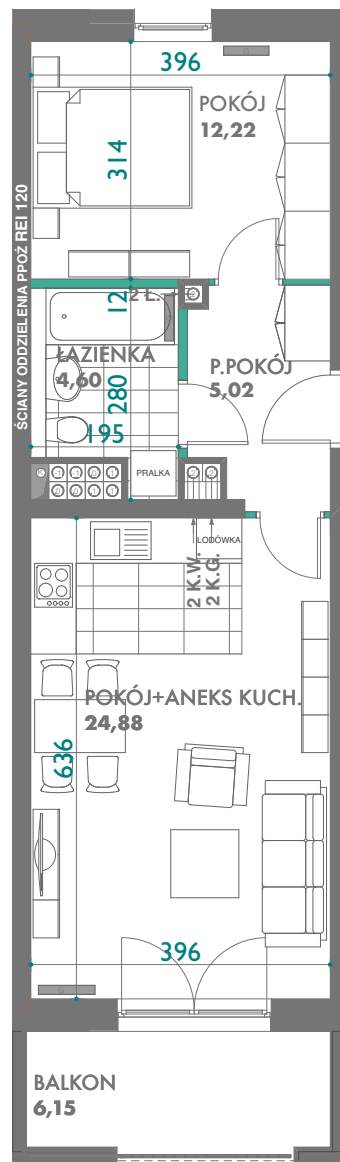 396
POKÓJ
12,22
314
ŚCIANY ODDZIELENIA PPOŻ REI 120
12
2 Ł.
ŁAZIENKA
4,60
280
195
P.POKÓJ
5,02
PRALKA
LODÓWKA
2 K.W.
2 K.G.
POKÓJ+ANEKS KUCH.
24,88
636
396
G
BALKON
6,15